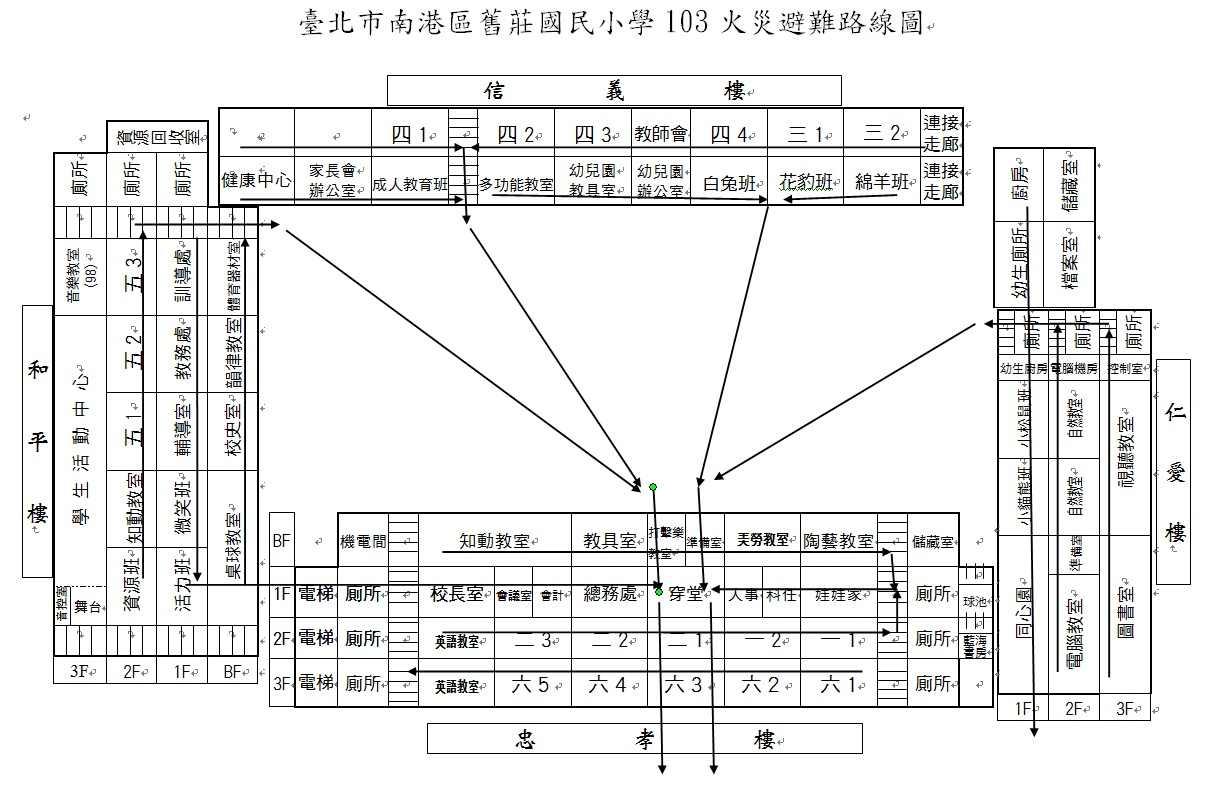 臺北市南港區舊莊國民小學 103 火災避難路線圖
信 義 樓
四 1 四 2 四 3 教師會 四 4 三 1 三 2 連接走廊
健康中心 家長會辦公室 成人教育班 多功能教室 幼兒園教具室 幼兒園辦公室 白兔班 花豹班 綿羊班 連接走廊
資源回收室
廁所 廁所 廁所
音樂教室(98) 五 3 訓導處 體育器材室
學生活動中心 五 2 教務處 韻律教室
五 1 輔導室 校史室
知動教室 微笑班 桌球教室
音控室 舞台 資源班 活力班
3F 2F 1F BF
和平樓
廚房 儲藏室
幼生廁所 檔案室
廁所 廁所 廁所
幼生廚房 電腦機房 控制室
小松鼠班 自然教室 視聽教室
小貓熊班 自然教室
同心園 準備室 圖書室
電腦教室
1F 2F 3F
仁愛樓
BF 機電間 知動教室 教具室 打擊樂教室 準備室 美勞教室 陶藝教室 儲藏室
1F 電梯 廁所 校長室 會議室 會計 總務處 穿堂 人事 科任 娃娃家 廁所 球池
2F 電梯 廁所 英語教室 二 3 二 2 二 1 一 2 一 1 廁所 藍海書房
3F 電梯 廁所 英語教室 六 5 六 4 六 3 六 2 六 1 廁所
忠 孝 樓